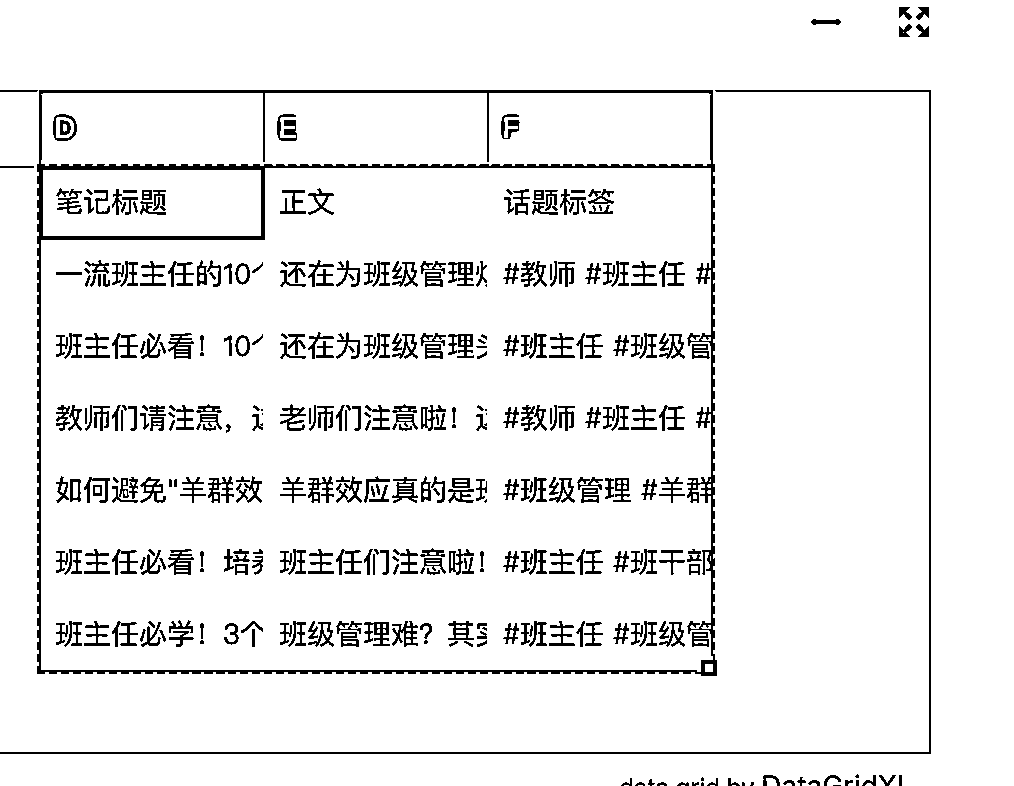 D E F
笔记标题 正文 话题标签
一流班主任的10个 还在为班级管理 #教师 #班主任 #
班主任必看！10个 还在为班级管理 #班主任 #班级管
教师们请注意， 老师们注意啦！ #教师 #班主任 #
如何避免"羊群效 羊群效应真的是 #班级管理 #羊群
班主任必看！培 班主任们注意啦！ #班主任 #班干部
班主任必学！3个 班级管理难？其 #班主任 #班级管
data grid by DataGridXL